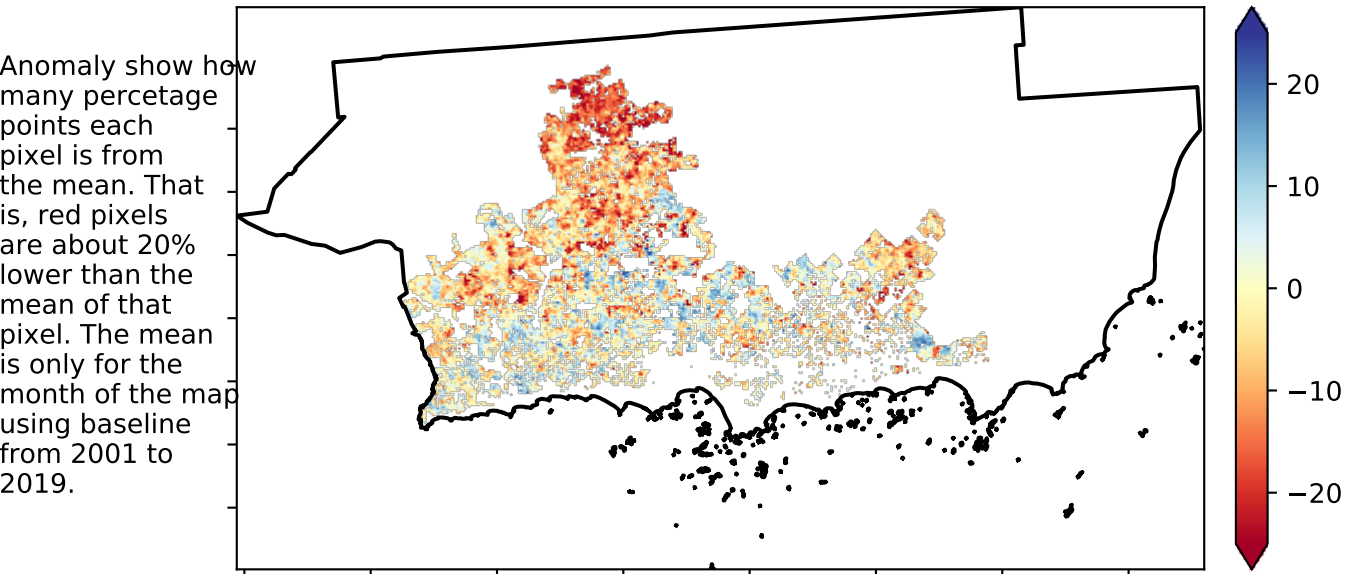 Anomaly show how
many percetage
points each
pixel is from
the mean. That
is, red pixels
are about 20%
lower than the
mean of that
pixel. The mean
is only for the
month of the map
using baseline
from 2001 to
2019.
20
10
0
−10
−20